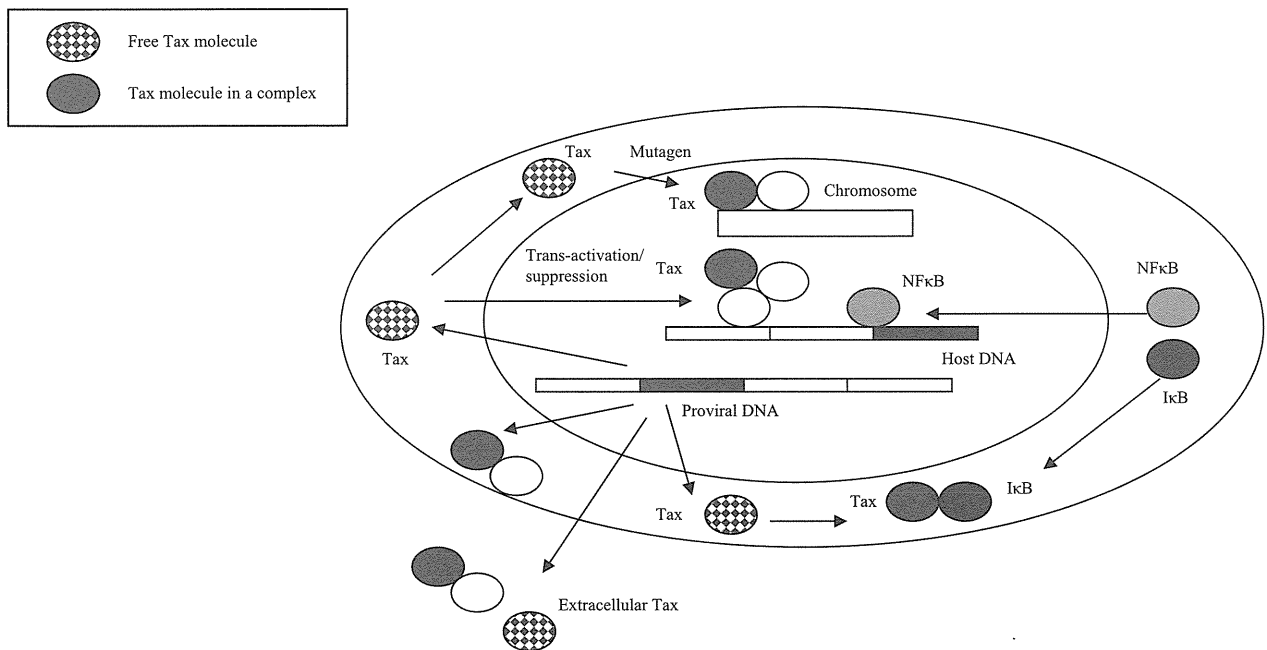 Free Tax molecule
Tax molecule in a complex
Tax
Mutagen
Tax
Chromosome
Trans-activation/
suppression
Tax
NFκB
NFκB
Tax
Host DNA
IκB
Proviral DNA
Tax
Tax
IκB
Extracellular Tax